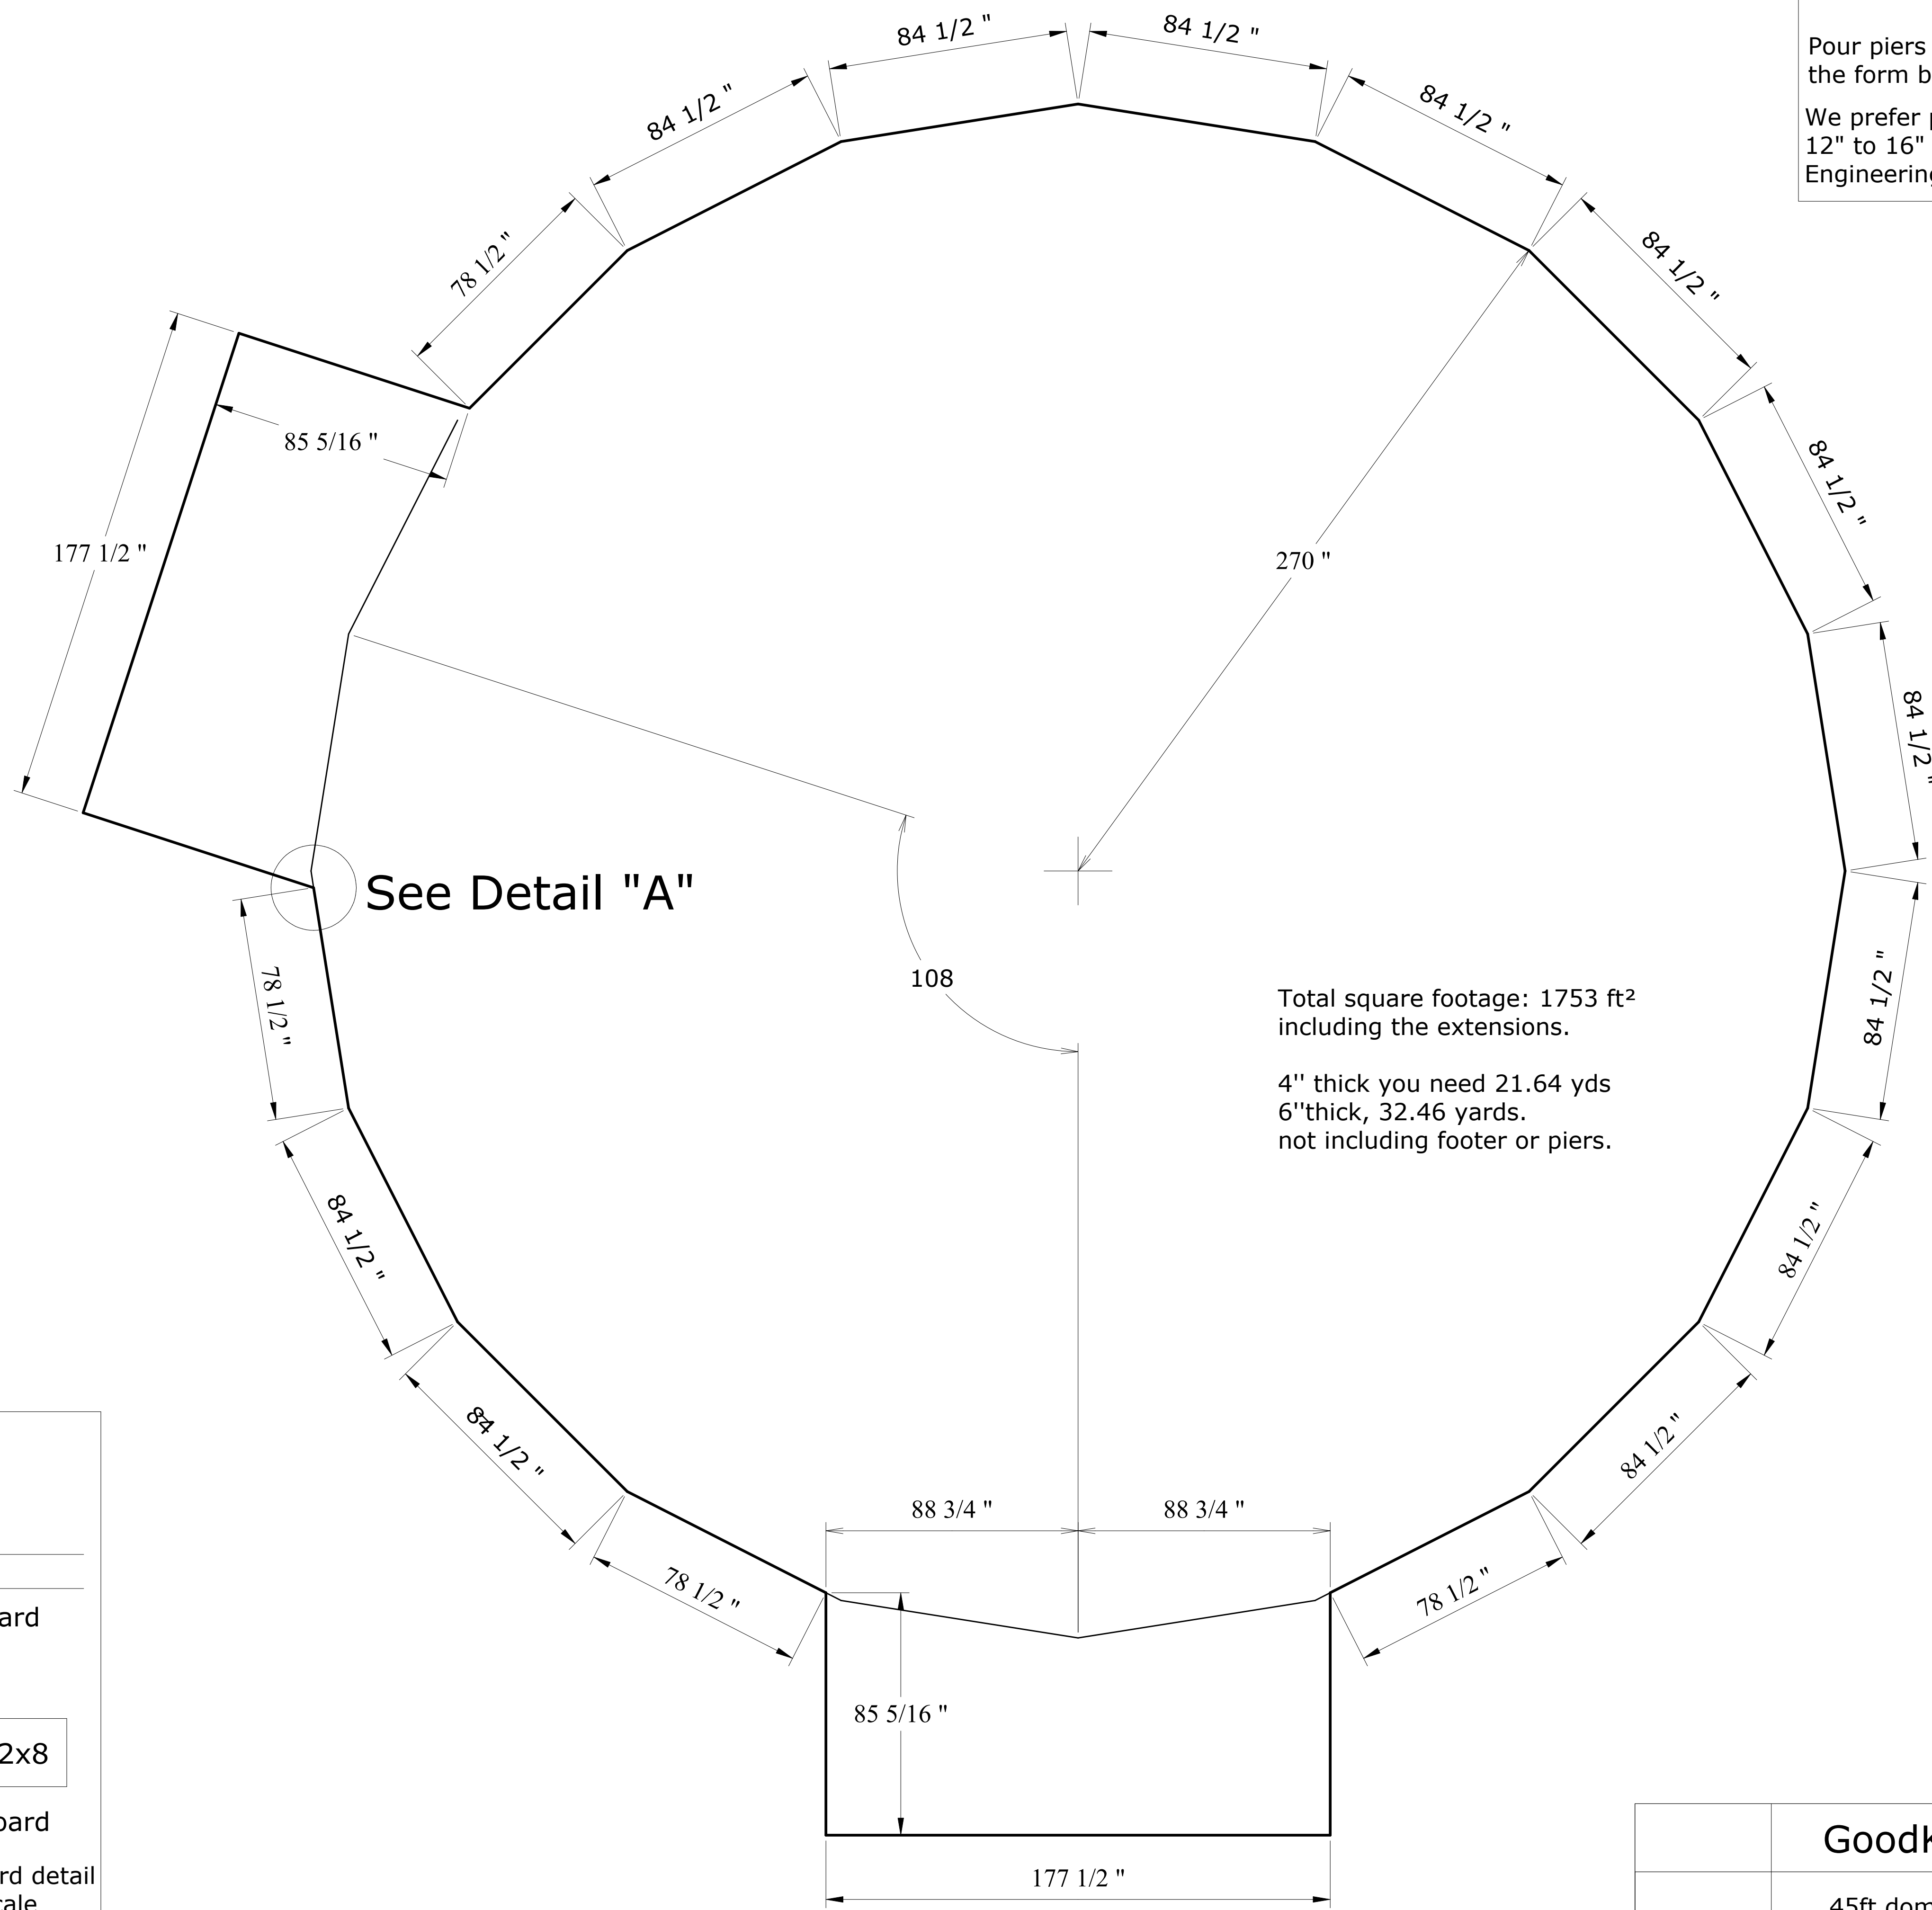 84 1/2 "
84 1/2 "
Pour piers
the form b
We prefer p
12" to 16"
Engineering
84 1/2 "
84 1/2 "
78 1/2 "
84 1/2 "
85 5/16 "
84 1/2 "
177 1/2 "
270 "
84 1/2 "
See Detail "A"
108
78 1/2 "
84 1/2 "
Total square footage: 1753 ft²
including the extensions.
4'' thick you need 21.64 yds
6''thick, 32.46 yards.
not including footer or piers.
84 1/2 "
84 1/2 "
84 1/2 "
84 1/2 "
88 3/4 "
88 3/4 "
78 1/2 "
78 1/2 "
ard
85 5/16 "
2x8
oard
rd detail
cale
177 1/2 "
Goodk
45ft dom